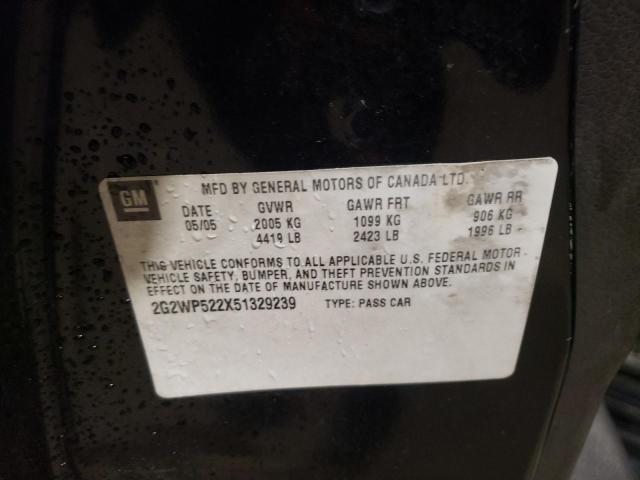 GM
MFD BY GENERAL MOTORS OF CANADA LTD.
DATE GVWR GAWR FRT GAWR RR
05/05 2005 KG 1099 KG 906 KG
4419 LB 2423 LB 1996 LB
THIS VEHICLE CONFORMS TO ALL APPLICABLE U.S. FEDERAL MOTOR
VEHICLE SAFETY, BUMPER, AND THEFT PREVENTION STANDARDS IN
EFFECT ON THE DATE OF MANUFACTURE SHOWN ABOVE.
2G2WP522X51329239 TYPE: PASS CAR